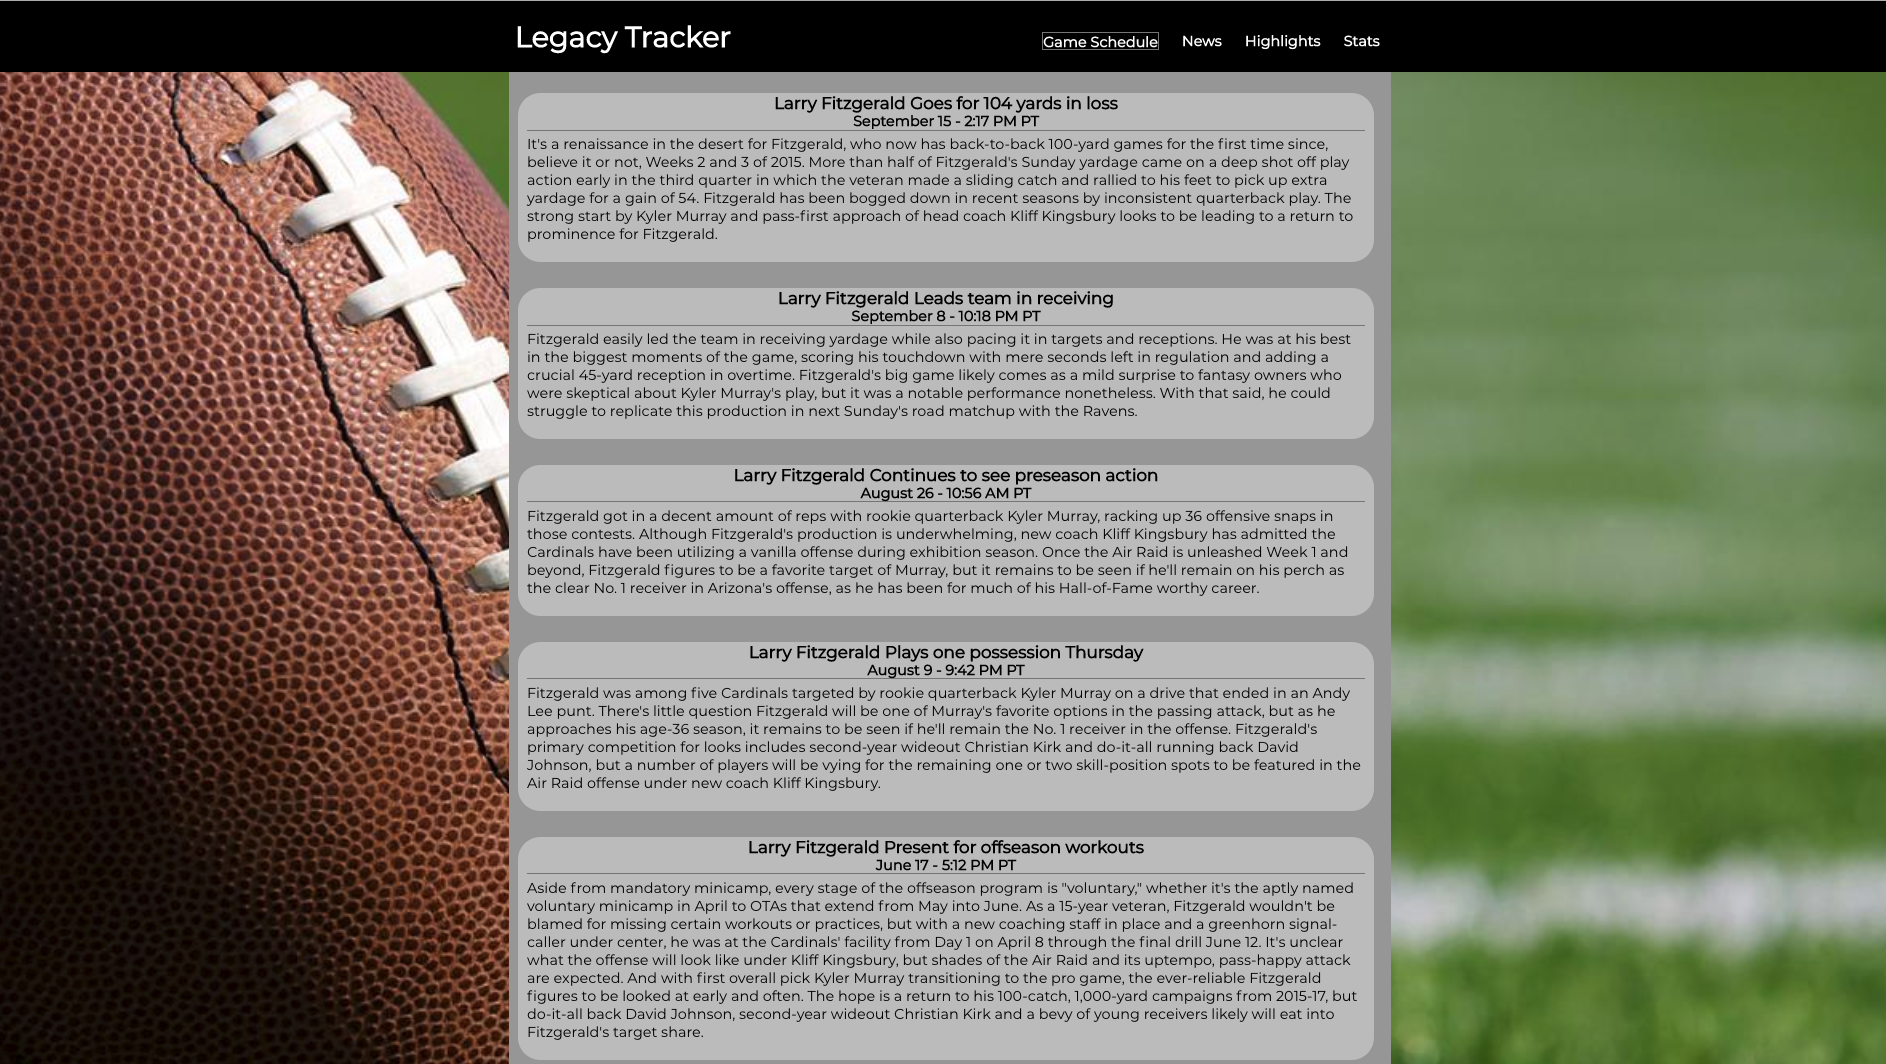 Legacy Tracker
Game Schedule News Highlights Stats
Larry Fitzgerald Goes for 104 yards in loss
September 15 - 2:17 PM PT
It's a renaissance in the desert for Fitzgerald, who now has back-to-back 100-yard games for the first time since,
believe it or not, Weeks 2 and 3 of 2015. More than half of Fitzgerald's Sunday yardage came on a deep shot off play
action early in the third quarter in which the veteran made a sliding catch and rallied to his feet to pick up extra
yardage for a gain of 54. Fitzgerald has been bogged down in recent seasons by inconsistent quarterback play. The
strong start by Kyler Murray and pass-first approach of head coach Kliff Kingsbury looks to be leading to a return to
prominence for Fitzgerald.
Larry Fitzgerald Leads team in receiving
September 8 - 10:18 PM PT
Fitzgerald easily led the team in receiving yardage while also pacing it in targets and receptions. He was at his best
in the biggest moments of the game, scoring his touchdown with mere seconds left in regulation and adding a
crucial 45-yard reception in overtime. Fitzgerald's big game likely comes as a mild surprise to fantasy owners who
were skeptical about Kyler Murray's play, but it was a notable performance nonetheless. With that said, he could
struggle to replicate this production in next Sunday's road matchup with the Ravens.
Larry Fitzgerald Continues to see preseason action
August 26 - 10:56 AM PT
Fitzgerald got in a decent amount of reps with rookie quarterback Kyler Murray, racking up 36 offensive snaps in
those contests. Although Fitzgerald's production is underwhelming, new coach Kliff Kingsbury has admitted the
Cardinals have been utilizing a vanilla offense during exhibition season. Once the Air Raid is unleashed Week 1 and
beyond, Fitzgerald figures to be a favorite target of Murray, but it remains to be seen if he'll remain on his perch as
the clear No. 1 receiver in Arizona's offense, as he has been for much of his Hall-of-Fame worthy career.
Larry Fitzgerald Plays one possession Thursday
August 9 - 9:42 PM PT
Fitzgerald was among five Cardinals targeted by rookie quarterback Kyler Murray on a drive that ended in an Andy
Lee punt. There's little question Fitzgerald will be one of Murray's favorite options in the passing attack, but as he
approaches his age-36 season, it remains to be seen if he'll remain the No. 1 receiver in the offense. Fitzgerald's
primary competition for looks includes second-year wideout Christian Kirk and do-it-all running back David
Johnson, but a number of players will be vying for the remaining one or two skill-position spots to be featured in the
Air Raid offense under new coach Kliff Kingsbury.
Larry Fitzgerald Present for offseason workouts
June 17 - 5:12 PM PT
Aside from mandatory minicamp, every stage of the offseason program is "voluntary," whether it's the aptly named
voluntary minicamp in April to OTAs that extend from May into June. As a 15-year veteran, Fitzgerald wouldn't be
blamed for missing certain workouts or practices, but with a new coaching staff in place and a greenhorn signal-
caller under center, he was at the Cardinals' facility from Day 1 on April 8 through the final drill June 12. It's unclear
what the offense will look like under Kliff Kingsbury, but shades of the Air Raid and its uptempo, pass-happy attack
are expected. And with first overall pick Kyler Murray transitioning to the pro game, the ever-reliable Fitzgerald
figures to be looked at early and often. The hope is a return to his 100-catch, 1,000-yard campaigns from 2015-17, but
do-it-all back David Johnson, second-year wideout Christian Kirk and a bevy of young receivers likely will eat into
Fitzgerald's target share.